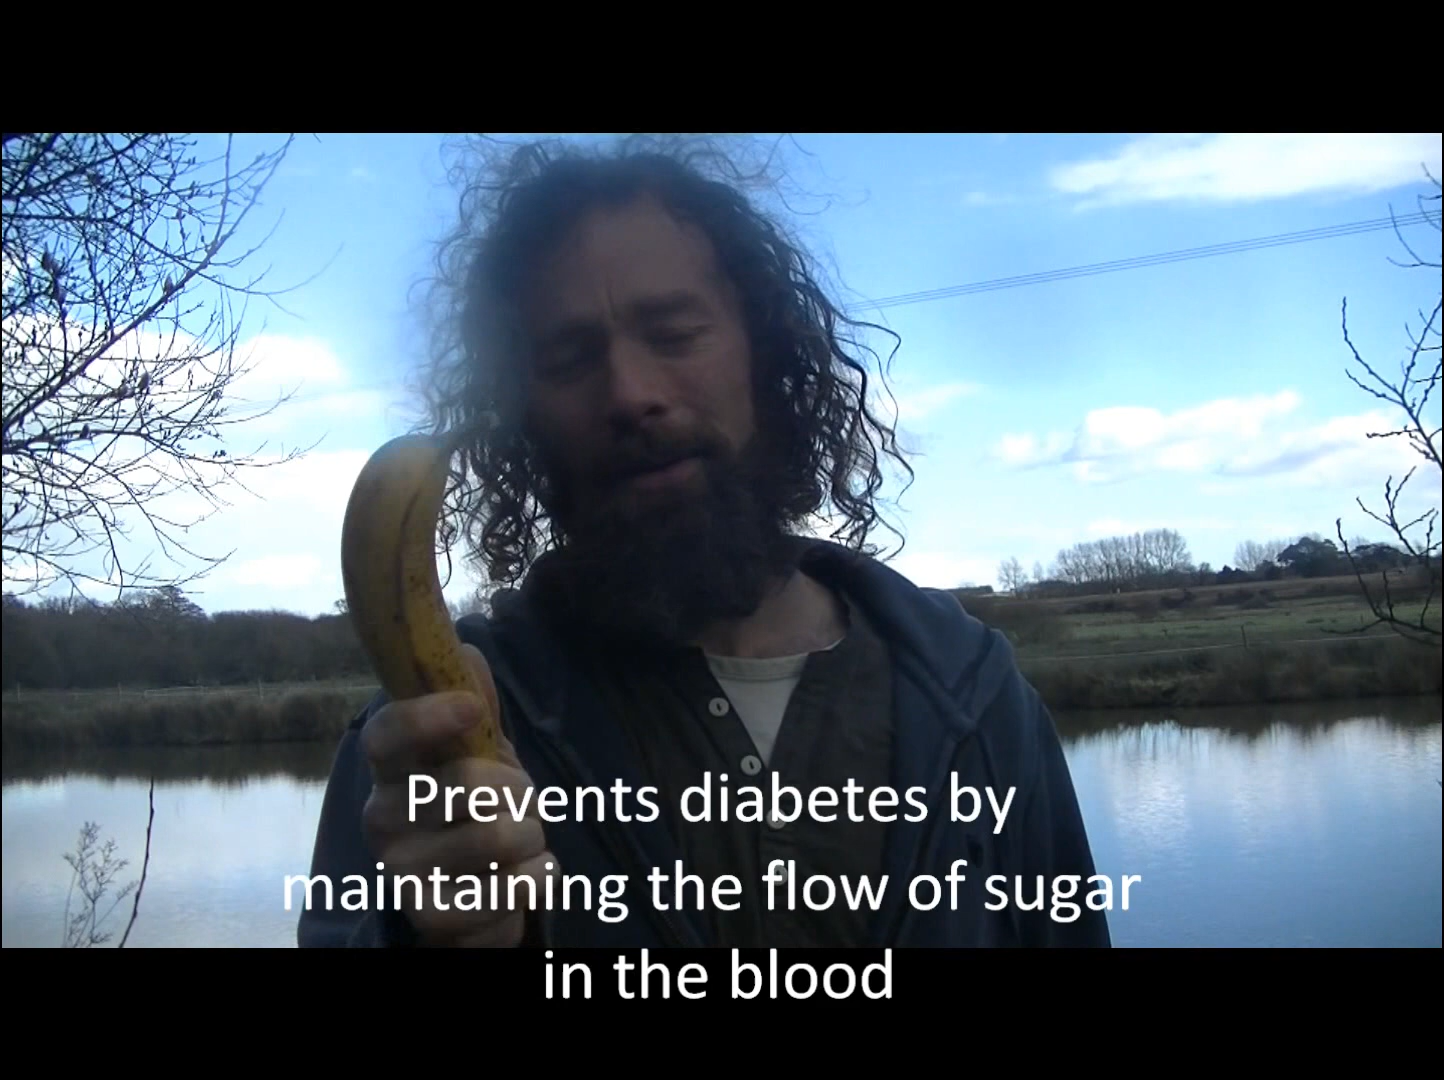 Prevents diabetes by
maintaining the flow of sugar
in the blood